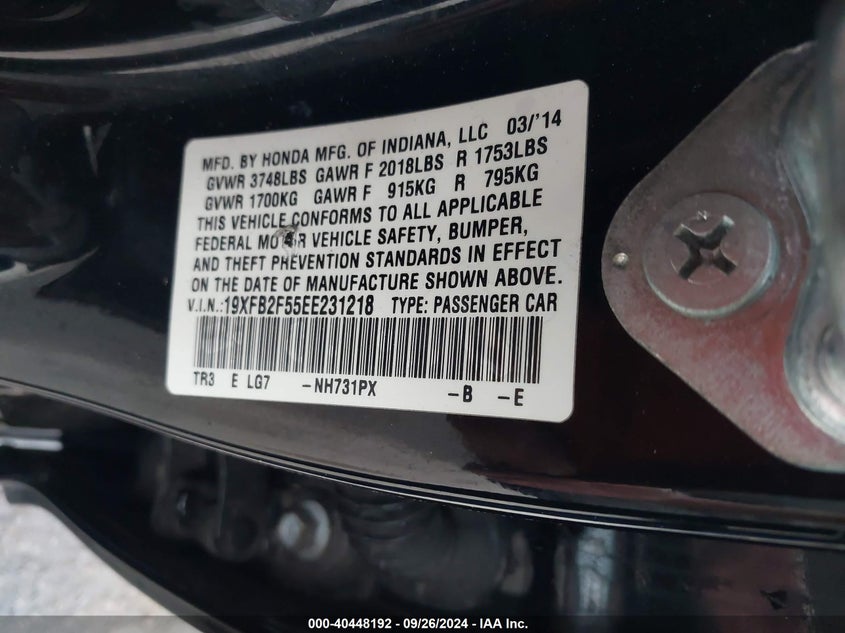 MFD. BY HONDA MFG. OF INDIANA, LLC 03/'14
GVWR 3748LBS GAWR F 2018LBS R 1753LBS
GVWR 1700KG GAWR F 915KG R 795KG
THIS VEHICLE CONFORMS TO ALL APPLICABLE
FEDERAL MOTOR VEHICLE SAFETY, BUMPER,
AND THEFT PREVENTION STANDARDS IN EFFECT
ON THE DATE OF MANUFACTURE SHOWN ABOVE.
V.I.N.:19XFB2F55EE231218 TYPE: PASSENGER CAR
TR3 E LG7 -NH731PX -B -E
000-40448192 - 09/26/2024 - IAA Inc.